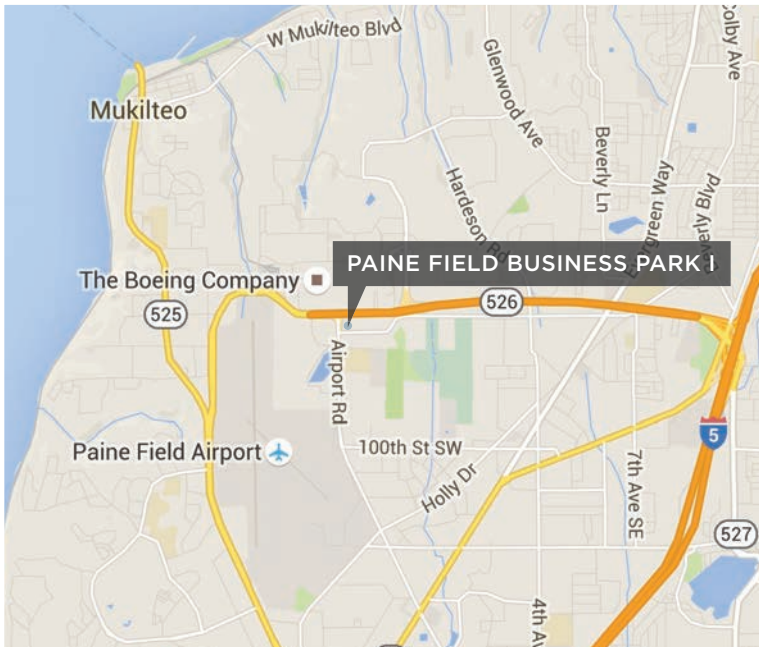 W Mukilteo Blvd
Colby Ave
Glenwood Ave
Mukilteo
Beverly Ln
Hardeson Rd
Evergreen Way
Beverly Blvd
PAINE FIELD BUSINESS PARK I
The Boeing Company
525
526
Airport Rd
100th St SW
Paine Field Airport
Holly Dr
7th Ave SE
5
527
4th Av